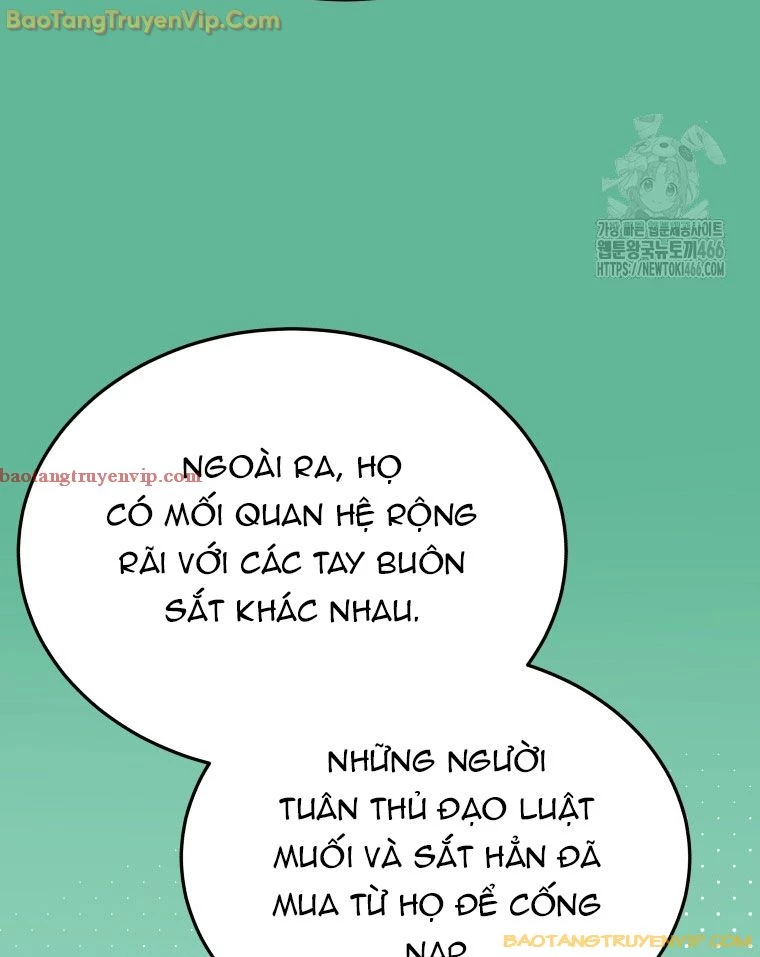 BaoTangTruyenVip.Com
가장 빠른 웹툰제공사이트
웹툰왕국뉴토끼466
HTTPS://NEWTOKI466.COM
NGOÀI RA, HỌ
baotangtruyenvip.com
CÓ MỐI QUAN HỆ RỘNG
RÃI VỚI CÁC TAY BUÔN
SẮT KHÁC NHAU.
NHỮNG NGƯỜI
TUÂN THỦ ĐẠO LUẬT
MUỐI VÀ SẮT HẲN ĐÃ
MUA TỪ HỌ ĐỂ CỐNG
BAOTANGTRUYENVIP.COM